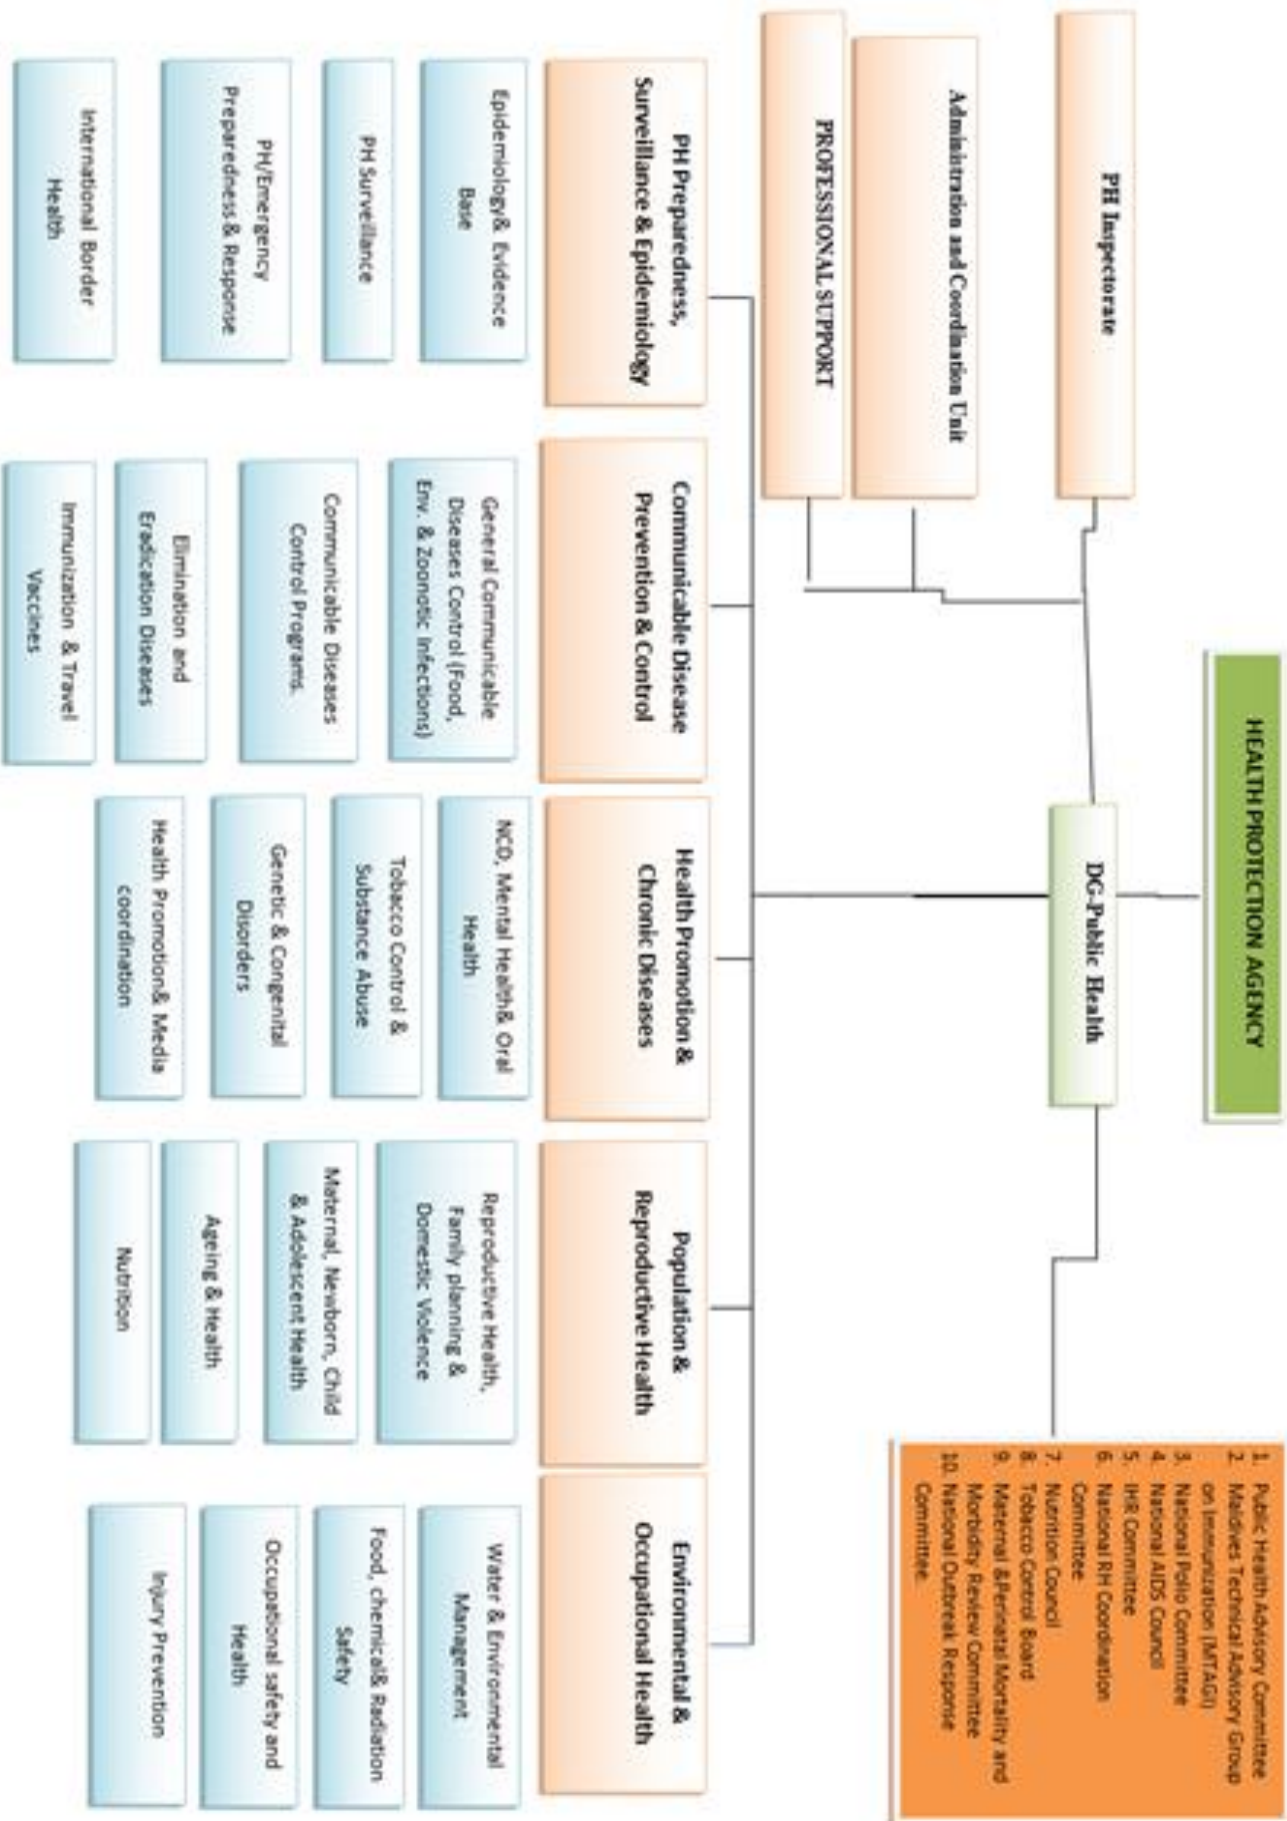 HEALTH PROTECTION AGENCY
DG-Public Health
PH Inspectorate
Administration and Coordination Unit
PROFESSIONAL SUPPORT
1. Public Health Advisory Committee
2. Maldives Technical Advisory Group
on Immunization (MTAGI)
3. National Polio Committee
4. National AIDS Council
5. IHR Committee
6. National RH Coordination
Committee
7. Nutrition Council
8. Tobacco Control Board
9. Maternal &Perinatal Mortality and
Morbidity Review Committee
10. National Outbreak Response
Committee.
PH Preparedness,
Surveillance & Epidemiology
Epidemiology& Evidence
Base
PH Surveillance
PH/Emergency
Preparedness & Response
International Border
Health
Communicable Disease
Prevention & Control
General Communicable
Diseases Control (Food,
Env. & Zoonotic Infections)
Communicable Diseases
Control Programs.
Elimination and
Eradication Diseases
Immunization & Travel
Vaccines
Health Promotion &
Chronic Diseases
NCD, Mental Health& Oral
Health
Tobacco Control &
Substance Abuse
Genetic & Congenital
Disorders
Health Promotion& Media
coordination
Population &
Reproductive Health
Reproductive Health,
Family planning &
Domestic Violence
Maternal, Newborn, Child
& Adolescent Health
Ageing & Health
Nutrition
Environmental &
Occupational Health
Water & Environmental
Management
Food, chemical& Radiation
Safety
Occupational safety and
Health
Injury Prevention